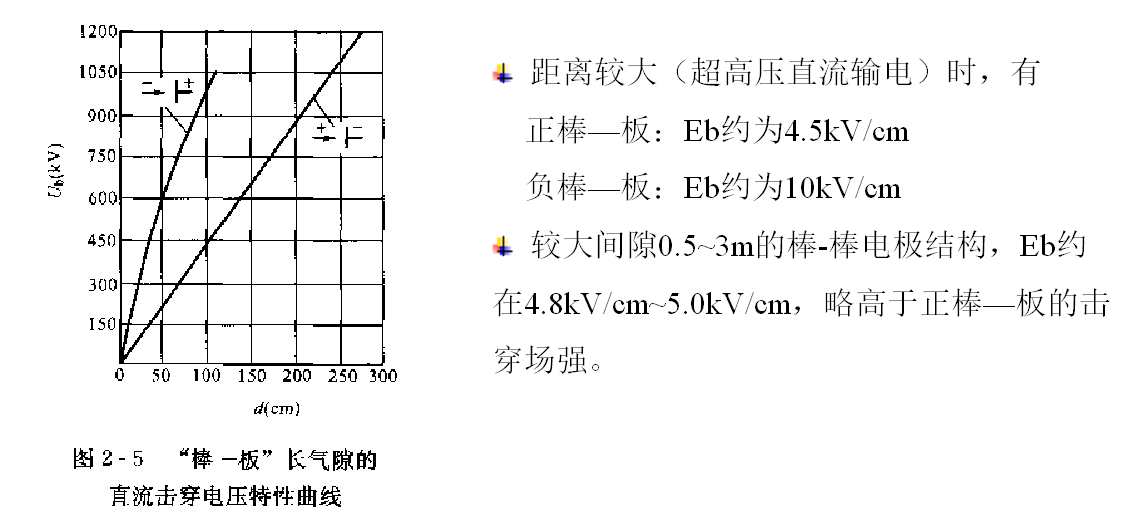 1200
1050
900
750
600
450
300
150
U_b(kV)
− +
+ −
0 50 100 150 200 250 300
d(cm)
图 2-5 “棒—板”长气隙的
直流击穿电压特性曲线
距离较大（超高压直流输电）时，有
正棒—板：Eb约为4.5kV/cm
负棒—板：Eb约为10kV/cm
较大间隙0.5~3m的棒-棒电极结构，Eb约
在4.8kV/cm~5.0kV/cm，略高于正棒—板的击
穿场强。